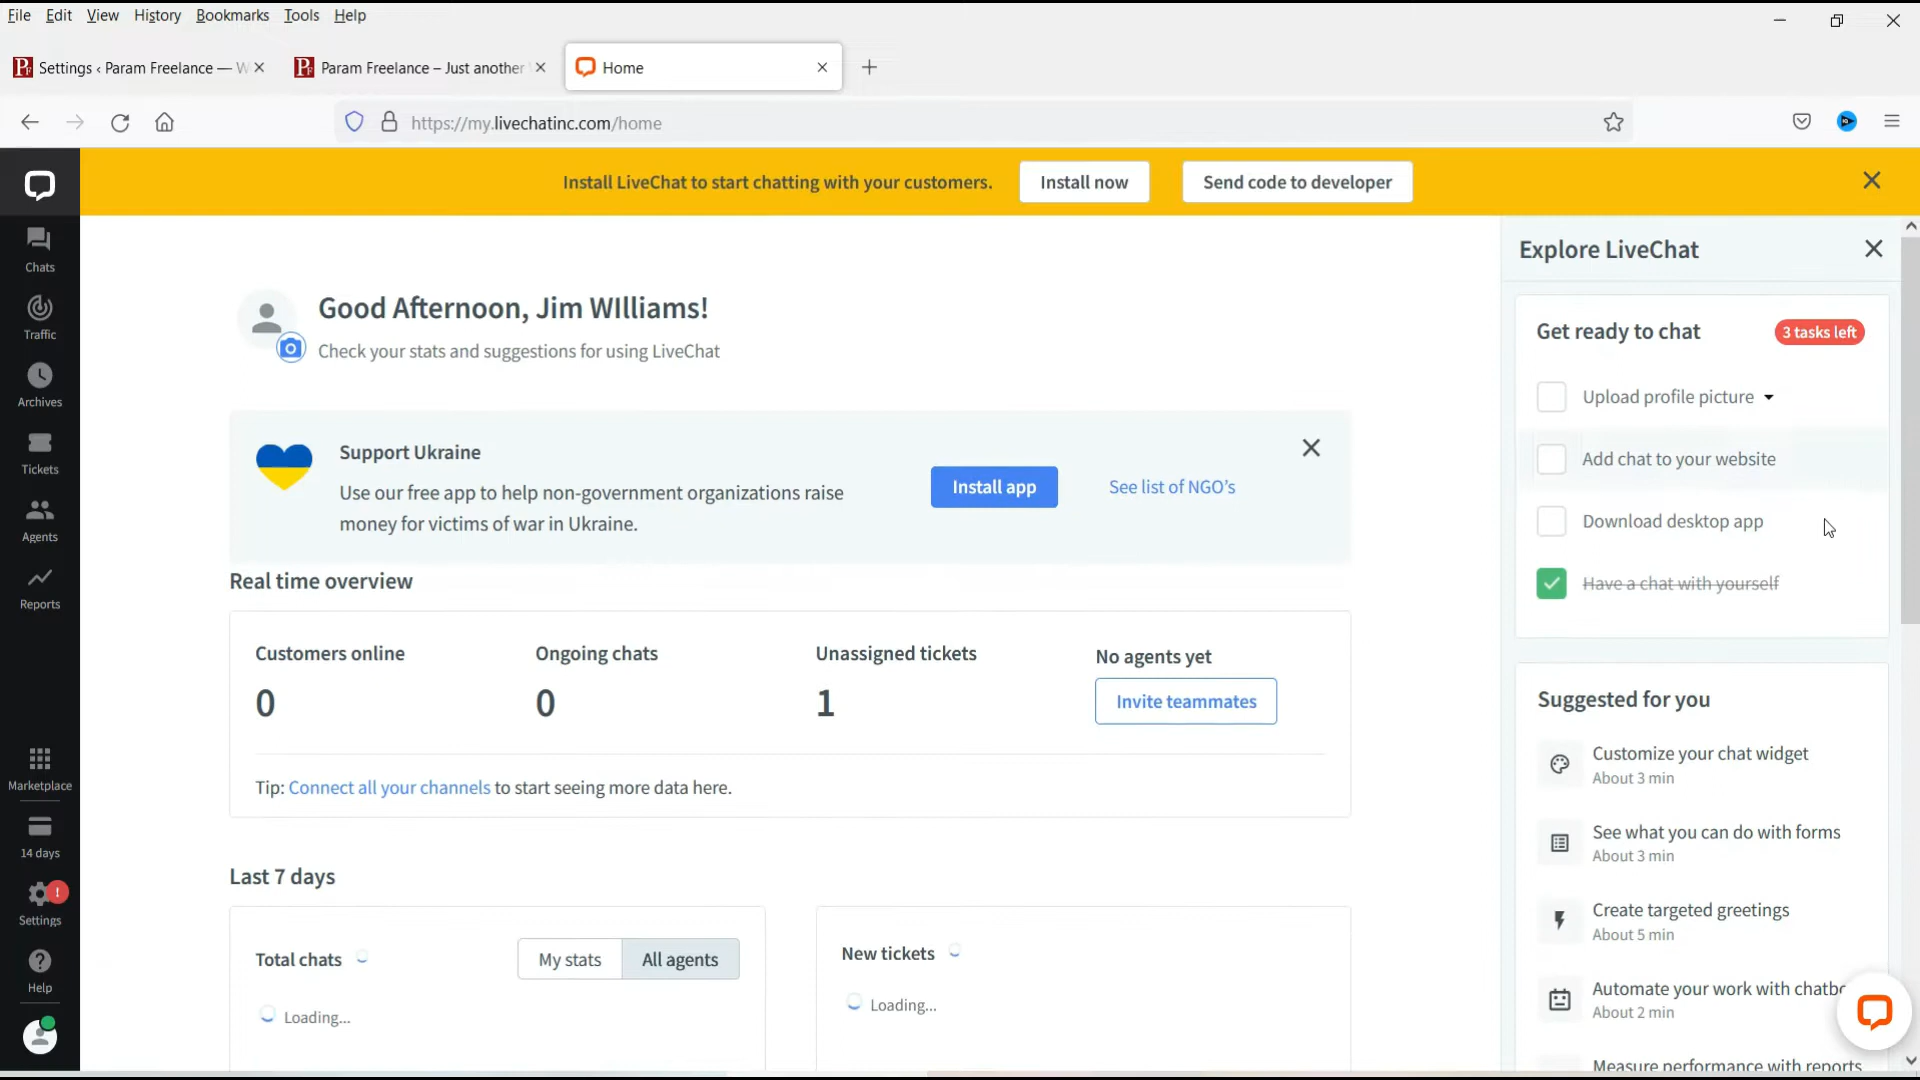 File Edit View History Bookmarks Tools Help
Settings ‹ Param Freelance — W
Param Freelance – Just another
Home
https://my.livechatinc.com/home
Install LiveChat to start chatting with your customers.
Install now
Send code to developer
Chats
Traffic
Archives
Tickets
Agents
Reports
Marketplace
14 days
Settings
!
Help
Good Afternoon, Jim WIlliams!
Check your stats and suggestions for using LiveChat
Support Ukraine
Use our free app to help non-government organizations raise
money for victims of war in Ukraine.
Install app
See list of NGO's
Real time overview
Customers online
0
Ongoing chats
0
Unassigned tickets
1
No agents yet
Invite teammates
Tip: Connect all your channels to start seeing more data here.
Last 7 days
Total chats
My stats
All agents
Loading...
New tickets
Loading...
Explore LiveChat
Get ready to chat
3 tasks left
Upload profile picture
Add chat to your website
Download desktop app
Have a chat with yourself
Suggested for you
Customize your chat widget
About 3 min
See what you can do with forms
About 3 min
Create targeted greetings
About 5 min
Automate your work with chatbo
About 2 min
Measure performance with reports